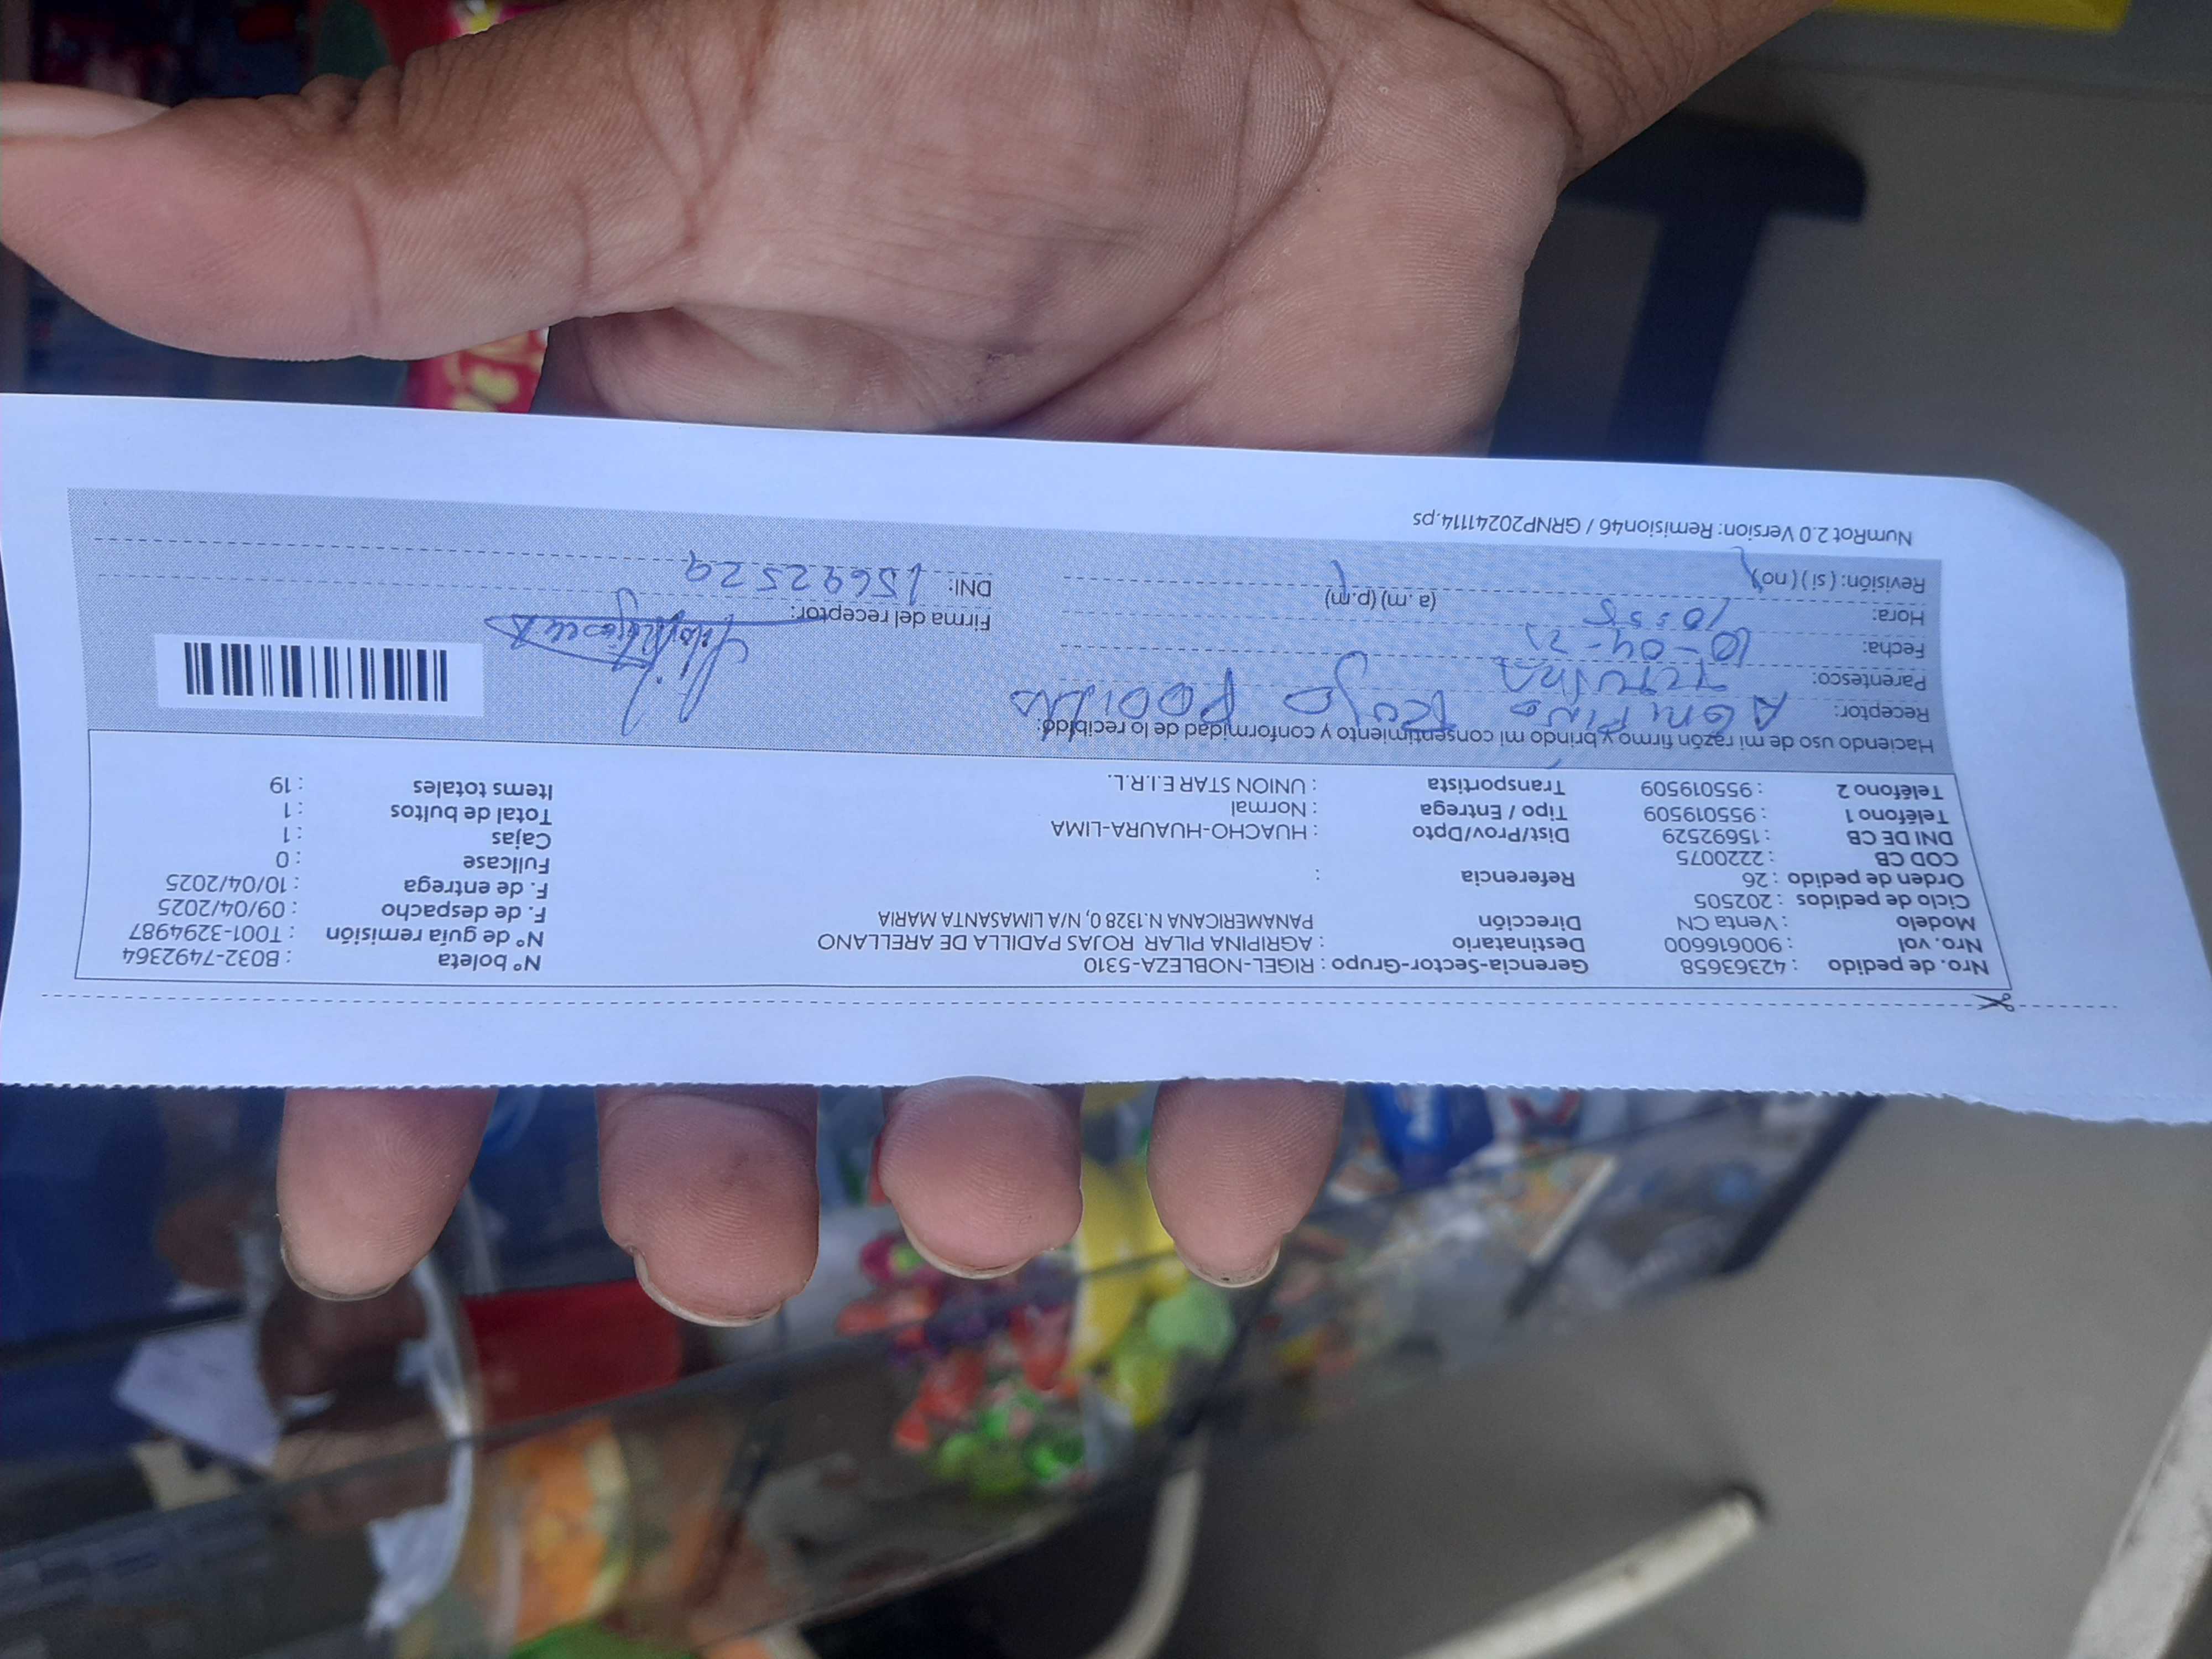 Nro. de pedido : 42363658 Gerencia-Sector-Grupo : RIGEL-NOBLEZA-5310 N° boleta : B032-7492364
Nro. vol : 900616600 Destinatario : AGRIPINA PILAR ROJAS PADILLA DE ARELLANO N° de guía remisión : T001-3294987
Modelo : Venta CN Dirección PANAMERICANA N.1328 0, N/A LIMASANTA MARIA F. de despacho : 09/04/2025
Ciclo de pedidos : 202505 F. de entrega : 10/04/2025
Orden de pedido : 26 Referencia : Fullcase : 0
COD CB : 2220075 Cajas : 1
DNI DE CB : 15692529 Dist/Prov/Dpto : HUACHO-HUAURA-LIMA Total de bultos : 1
Teléfono 1 : 955019509 Tipo / Entrega : Normal Items totales : 19
Teléfono 2 : 955019509 Transportista : UNION STAR E.I.R.L.
Haciendo uso de mi razón firmo y brindo mi consentimiento y conformidad de lo recibido:
Receptor: AGRIPINA
Parentesco: TITULAR
Fecha: 10-04-25
Hora: 10:55 (a.m) (p.m) Firma del receptor:
Revisión: (si) (no) DNI: 15692529
NumRot 2.0 Version: Remision46 / GRNP20241114.ps